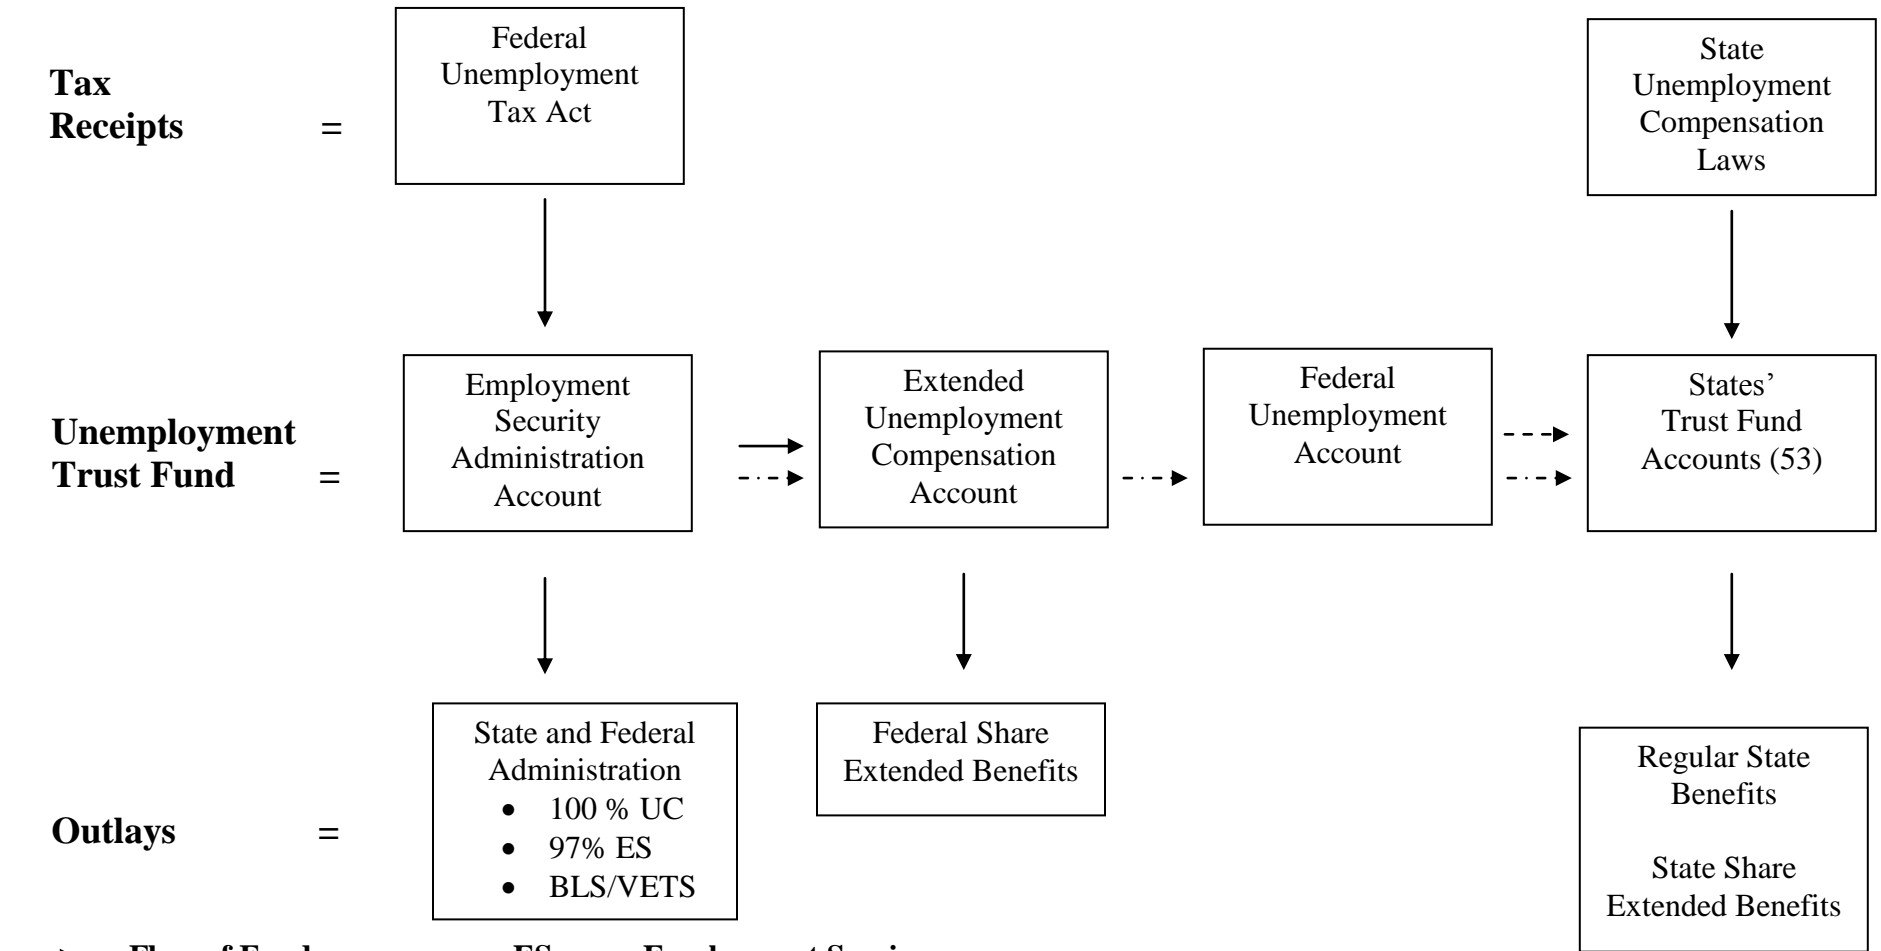 Federal
Unemployment
Tax Act
State
Unemployment
Compensation
Laws
Tax
Receipts =
Employment
Security
Administration
Account
Extended
Unemployment
Compensation
Account
Federal
Unemployment
Account
States’
Trust Fund
Accounts (53)
Unemployment
Trust Fund =
State and Federal
Administration
• 100 % UC
• 97% ES
• BLS/VETS
Federal Share
Extended Benefits
Regular State
Benefits
State Share
Extended Benefits
Outlays =